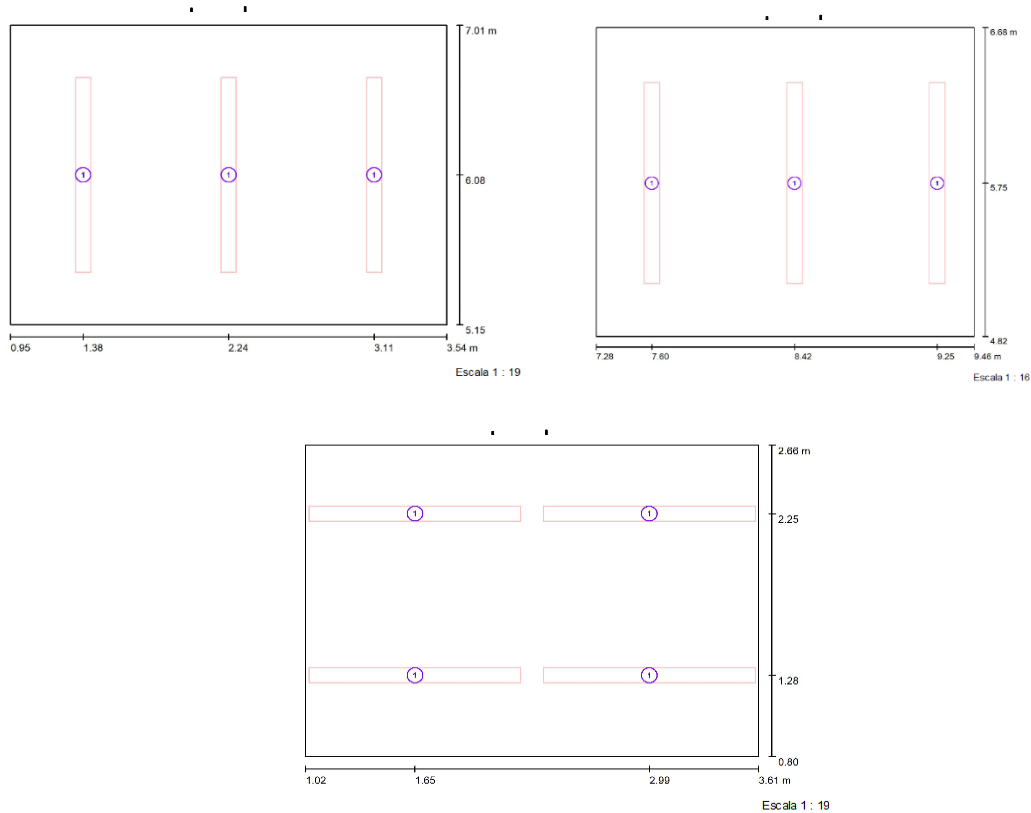 7.01 m
1 1 1
6.08
5.15
0.95 1.38 2.24 3.11 3.54 m
Escala 1 : 19
6.68 m
1 1 1
5.75
4.82
7.28 7.60 8.42 9.25 9.46 m
Escala 1 : 16
2.66 m
1 1
2.25
1 1
1.28
0.80
1.02 1.65 2.99 3.61 m
Escala 1 : 19